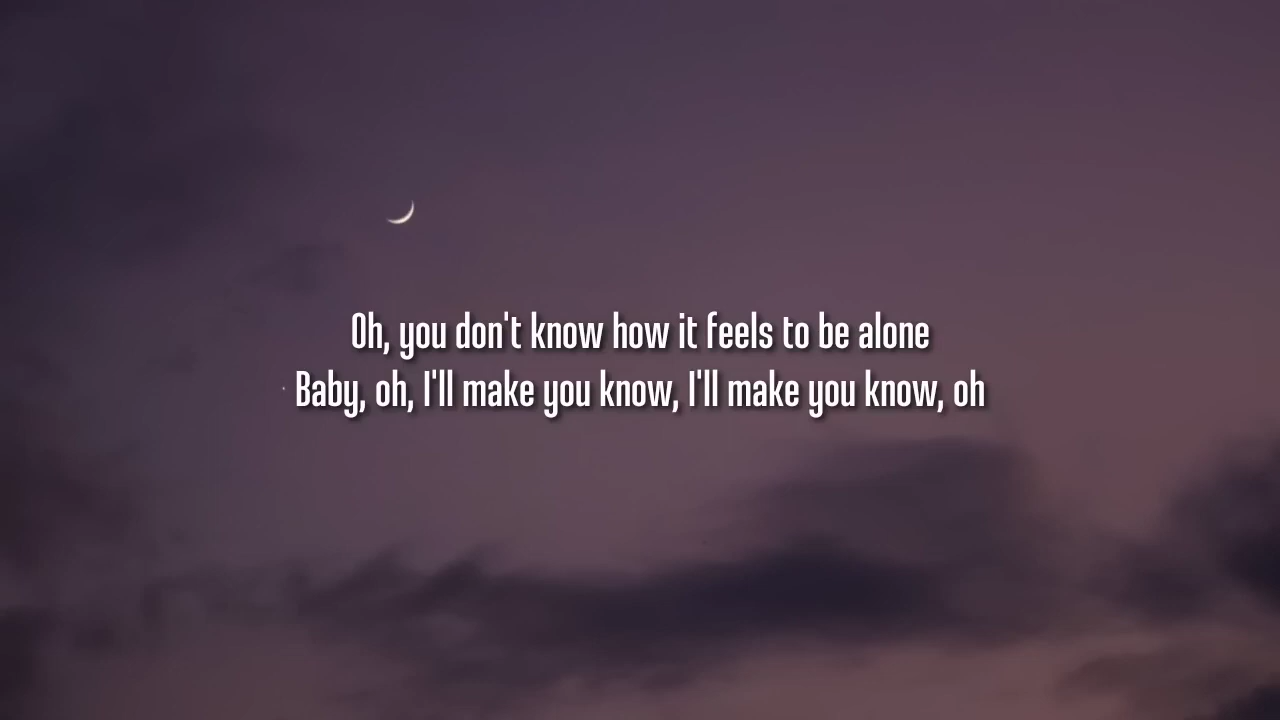 Oh, you don't know how it feels to be alone
Baby, oh, I'll make you know, I'll make you know, oh